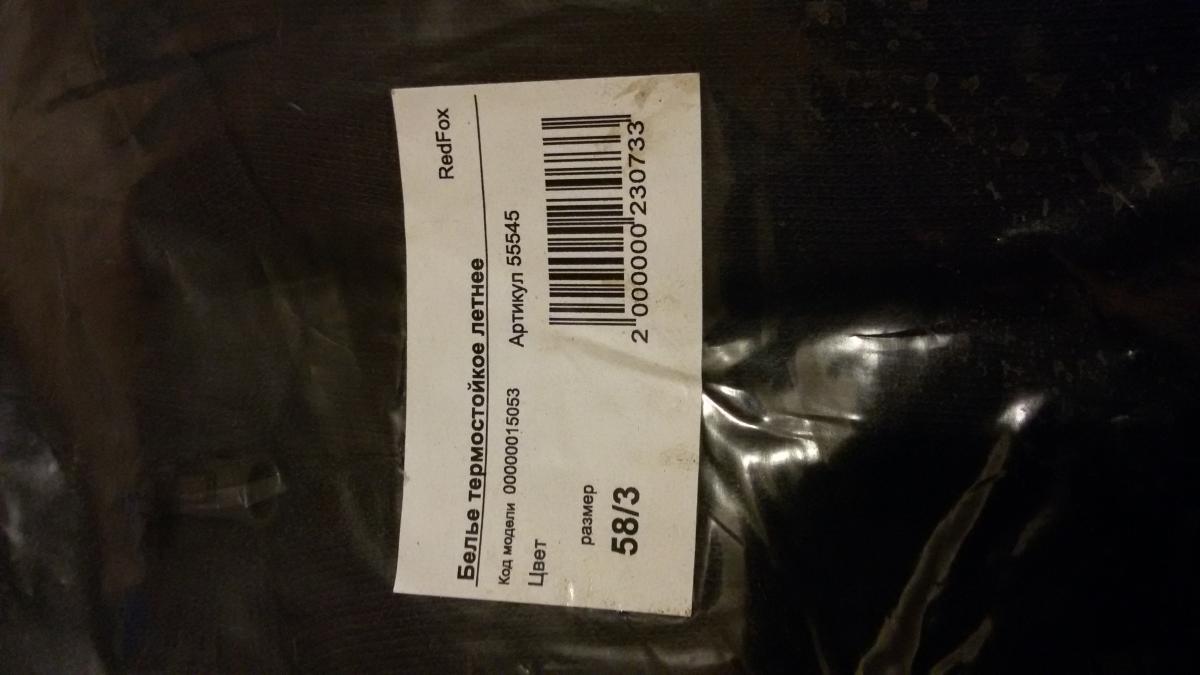 RedFox
Белье термостойкое летнее
Код модели 00000015053 Артикул 55545
Цвет
размер
58/3
2 000000 230733